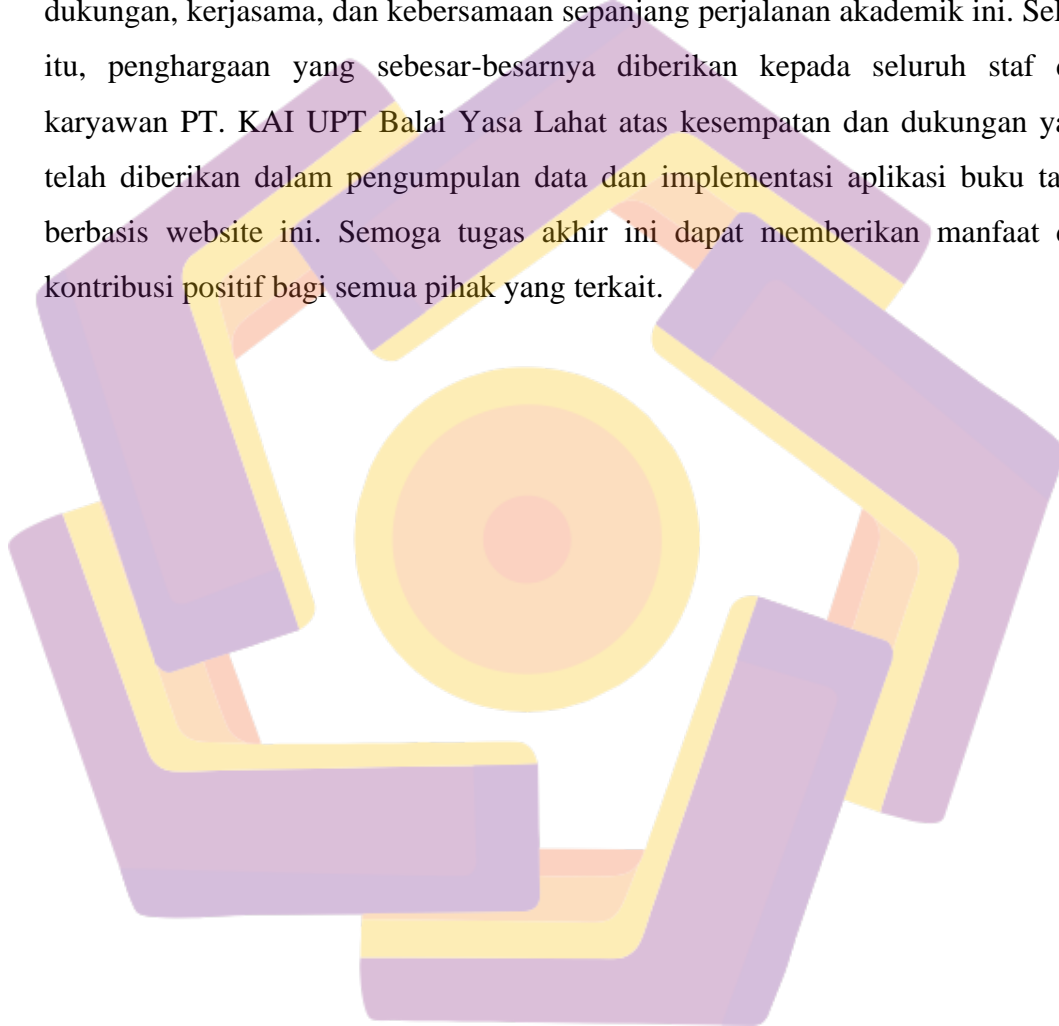 dukungan, kerjasama, dan kebersamaan sepanjang perjalanan akademik ini.
itu, penghargaan yang sebesar-besarnya diberikan kepada seluruh staf
karyawan PT. KAI UPT Balai Yasa Lahat atas kesempatan dan dukungan
telah diberikan dalam pengumpulan data dan implementasi aplikasi buku
berbasis website ini. Semoga tugas akhir ini dapat memberikan manfaat
kontribusi positif bagi semua pihak yang terkait.